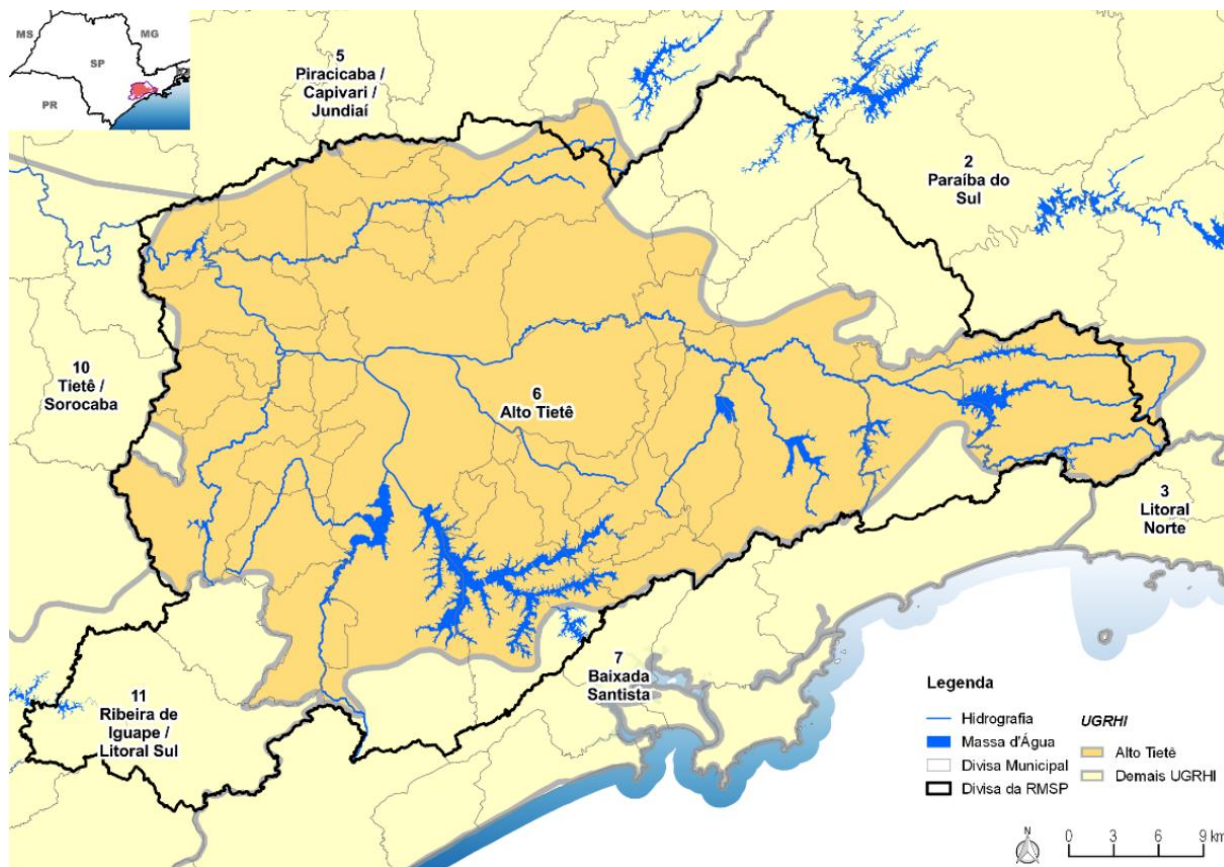 MS
MG
SP
PR
5
Piracicaba /
Capivari /
Jundiaí
2
Paraíba do
Sul
10
Tietê /
Sorocaba
6
Alto Tietê
3
Litoral
Norte
7
Baixada
Santista
11
Ribeira de
Iguape /
Litoral Sul
Legenda
Hidrografia
Massa d'Água
Divisa Municipal
Divisa da RMSP
UGRHI
Alto Tietê
Demais UGRHI
N
0 3 6 9 km